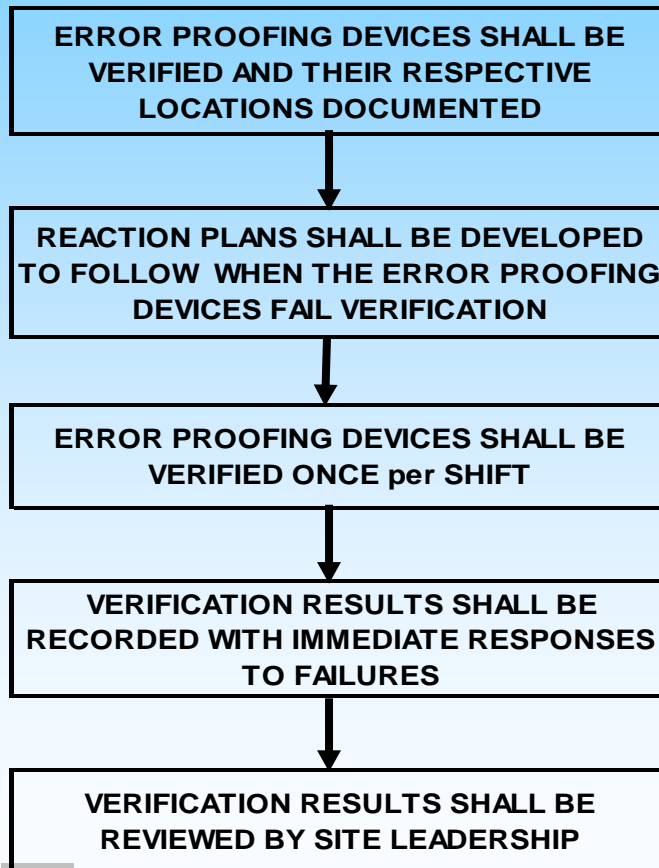 ERROR PROOFING DEVICES SHALL BE
VERIFIED AND THEIR RESPECTIVE
LOCATIONS DOCUMENTED
REACTION PLANS SHALL BE DEVELOPED
TO FOLLOW WHEN THE ERROR PROOFING
DEVICES FAIL VERIFICATION
ERROR PROOFING DEVICES SHALL BE
VERIFIED ONCE per SHIFT
VERIFICATION RESULTS SHALL BE
RECORDED WITH IMMEDIATE RESPONSES
TO FAILURES
VERIFICATION RESULTS SHALL BE
REVIEWED BY SITE LEADERSHIP